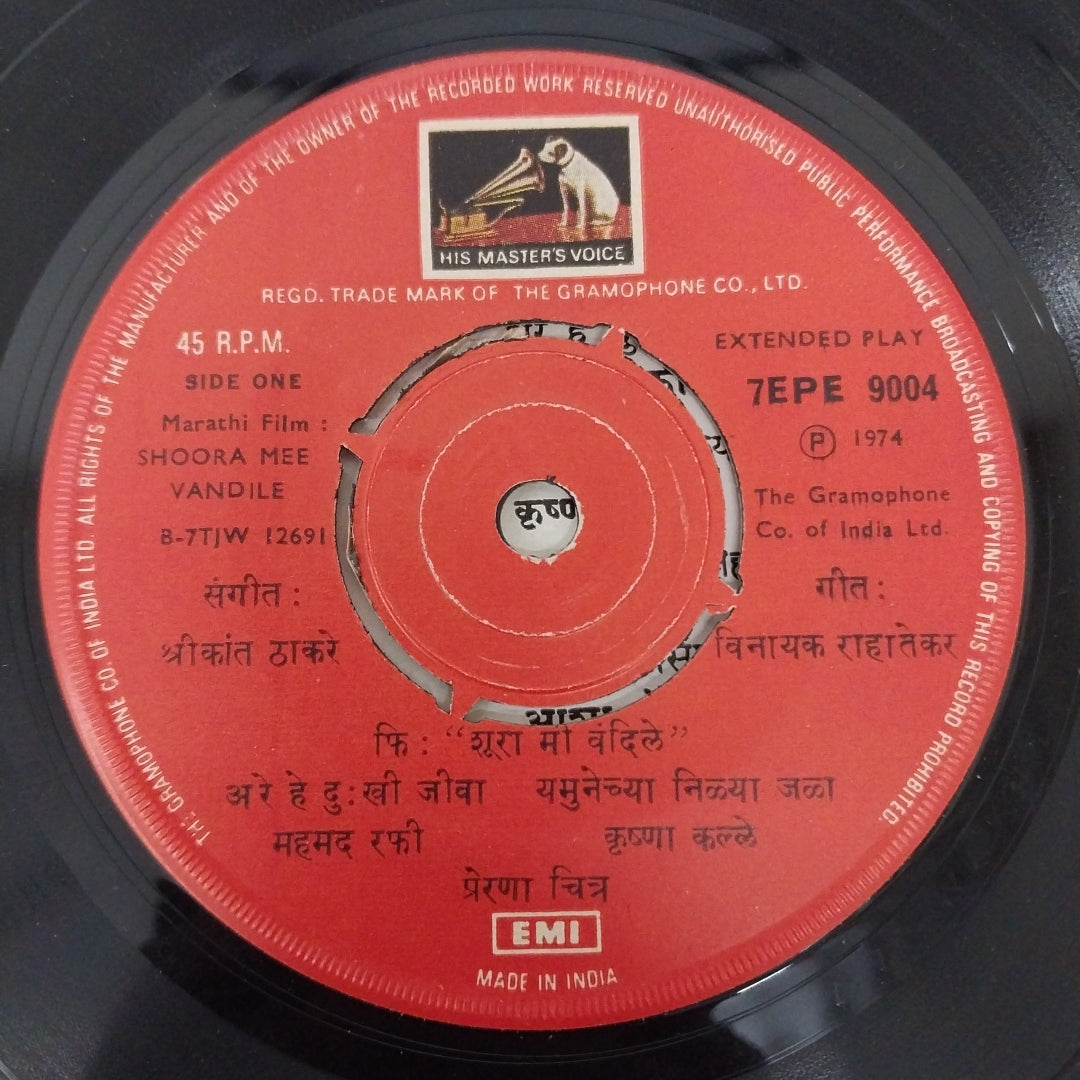 THE GRAMOPHONE CO. OF INDIA LTD. ALL RIGHTS OF THE MANUFACTURER AND OF THE OWNER OF THE RECORDED WORK RESERVED UNAUTHORISED PUBLIC PERFORMANCE BROADCASTING AND COPYING OF THIS RECORD PROHIBITED.
HIS MASTER'S VOICE
REGD. TRADE MARK OF THE GRAMOPHONE CO., LTD.
45 R.P.M.
SIDE ONE
Marathi Film :
SHOORA MEE
VANDILE
B-7TJW 12691
EXTENDED PLAY
7EPE 9004
Ⓟ 1974
The Gramophone
Co. of India Ltd.
कृष्ण
संगीत :
श्रीकांत ठाकरे
गीत :
विनायक राहातेकर
फि : “शूरा मी वंदिले”
अरे हे दुःखी जीवा यमुनेच्या निळ्या जळा
महमद रफी कृष्णा कल्ले
प्रेरणा चित्र
EMI
MADE IN INDIA